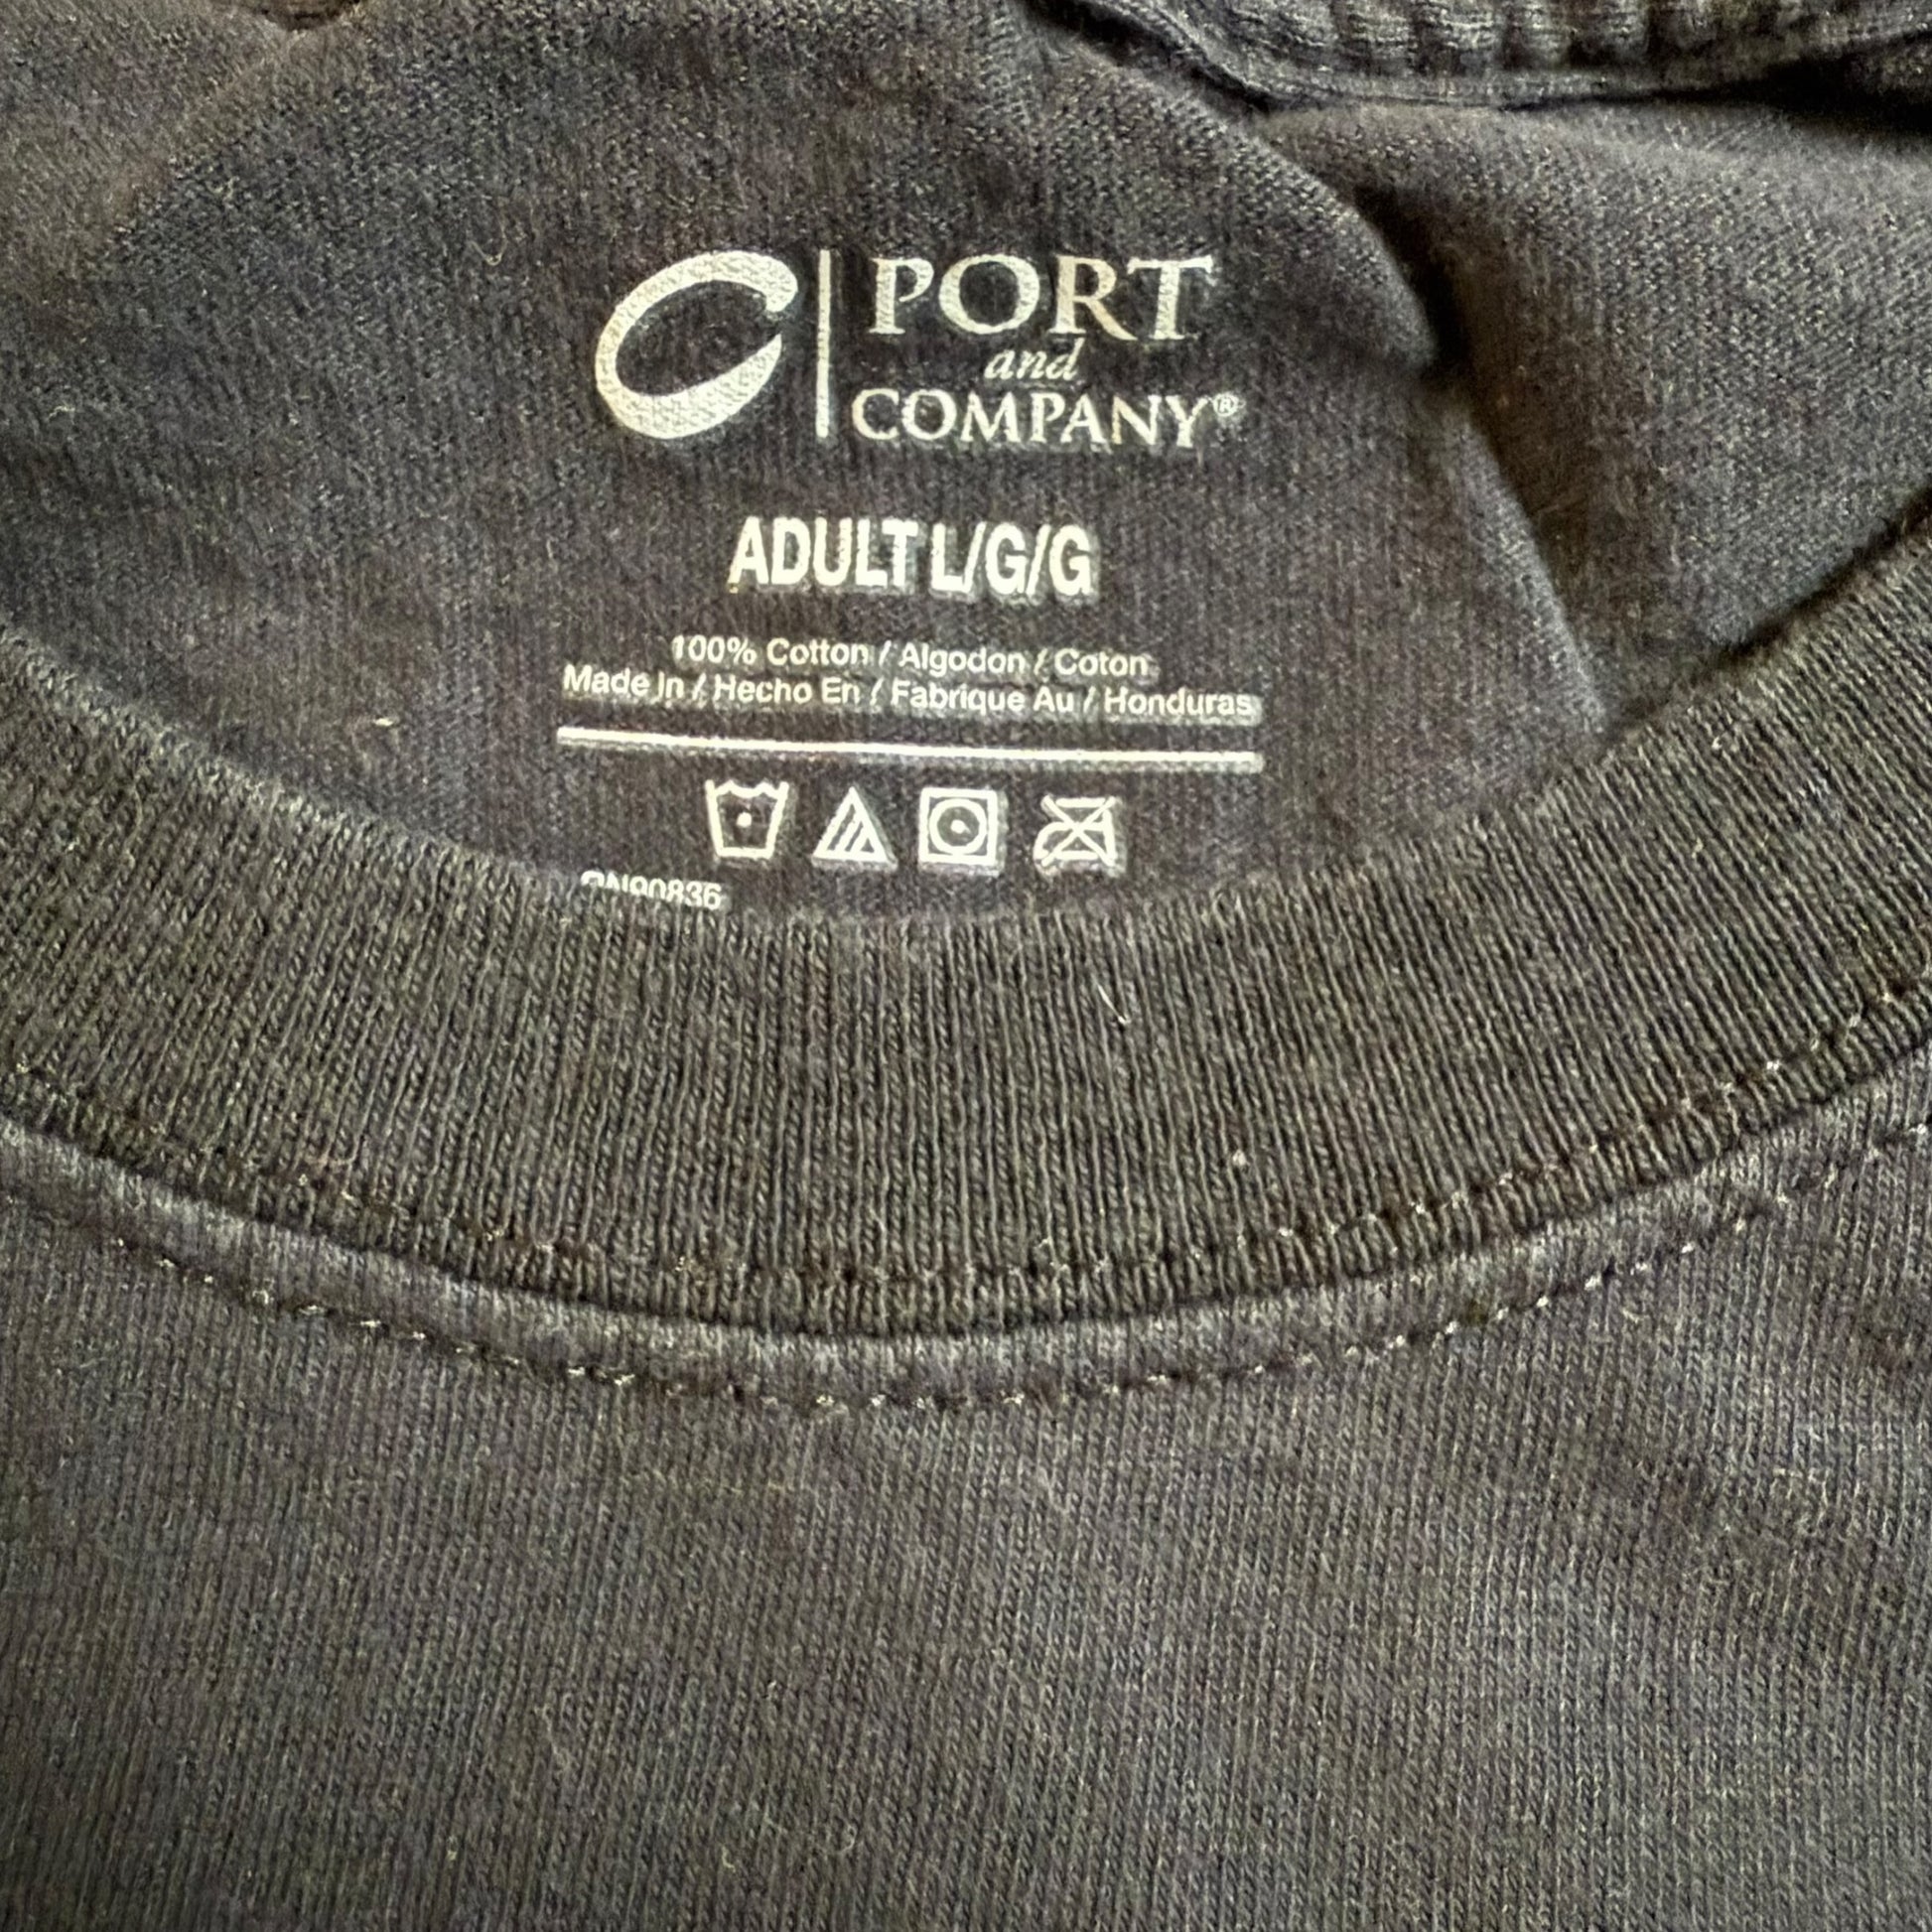 PORT
and
COMPANY®
ADULT L/G/G
100% Cotton / Algodon / Coton
Made In / Hecho En / Fabrique Au / Honduras